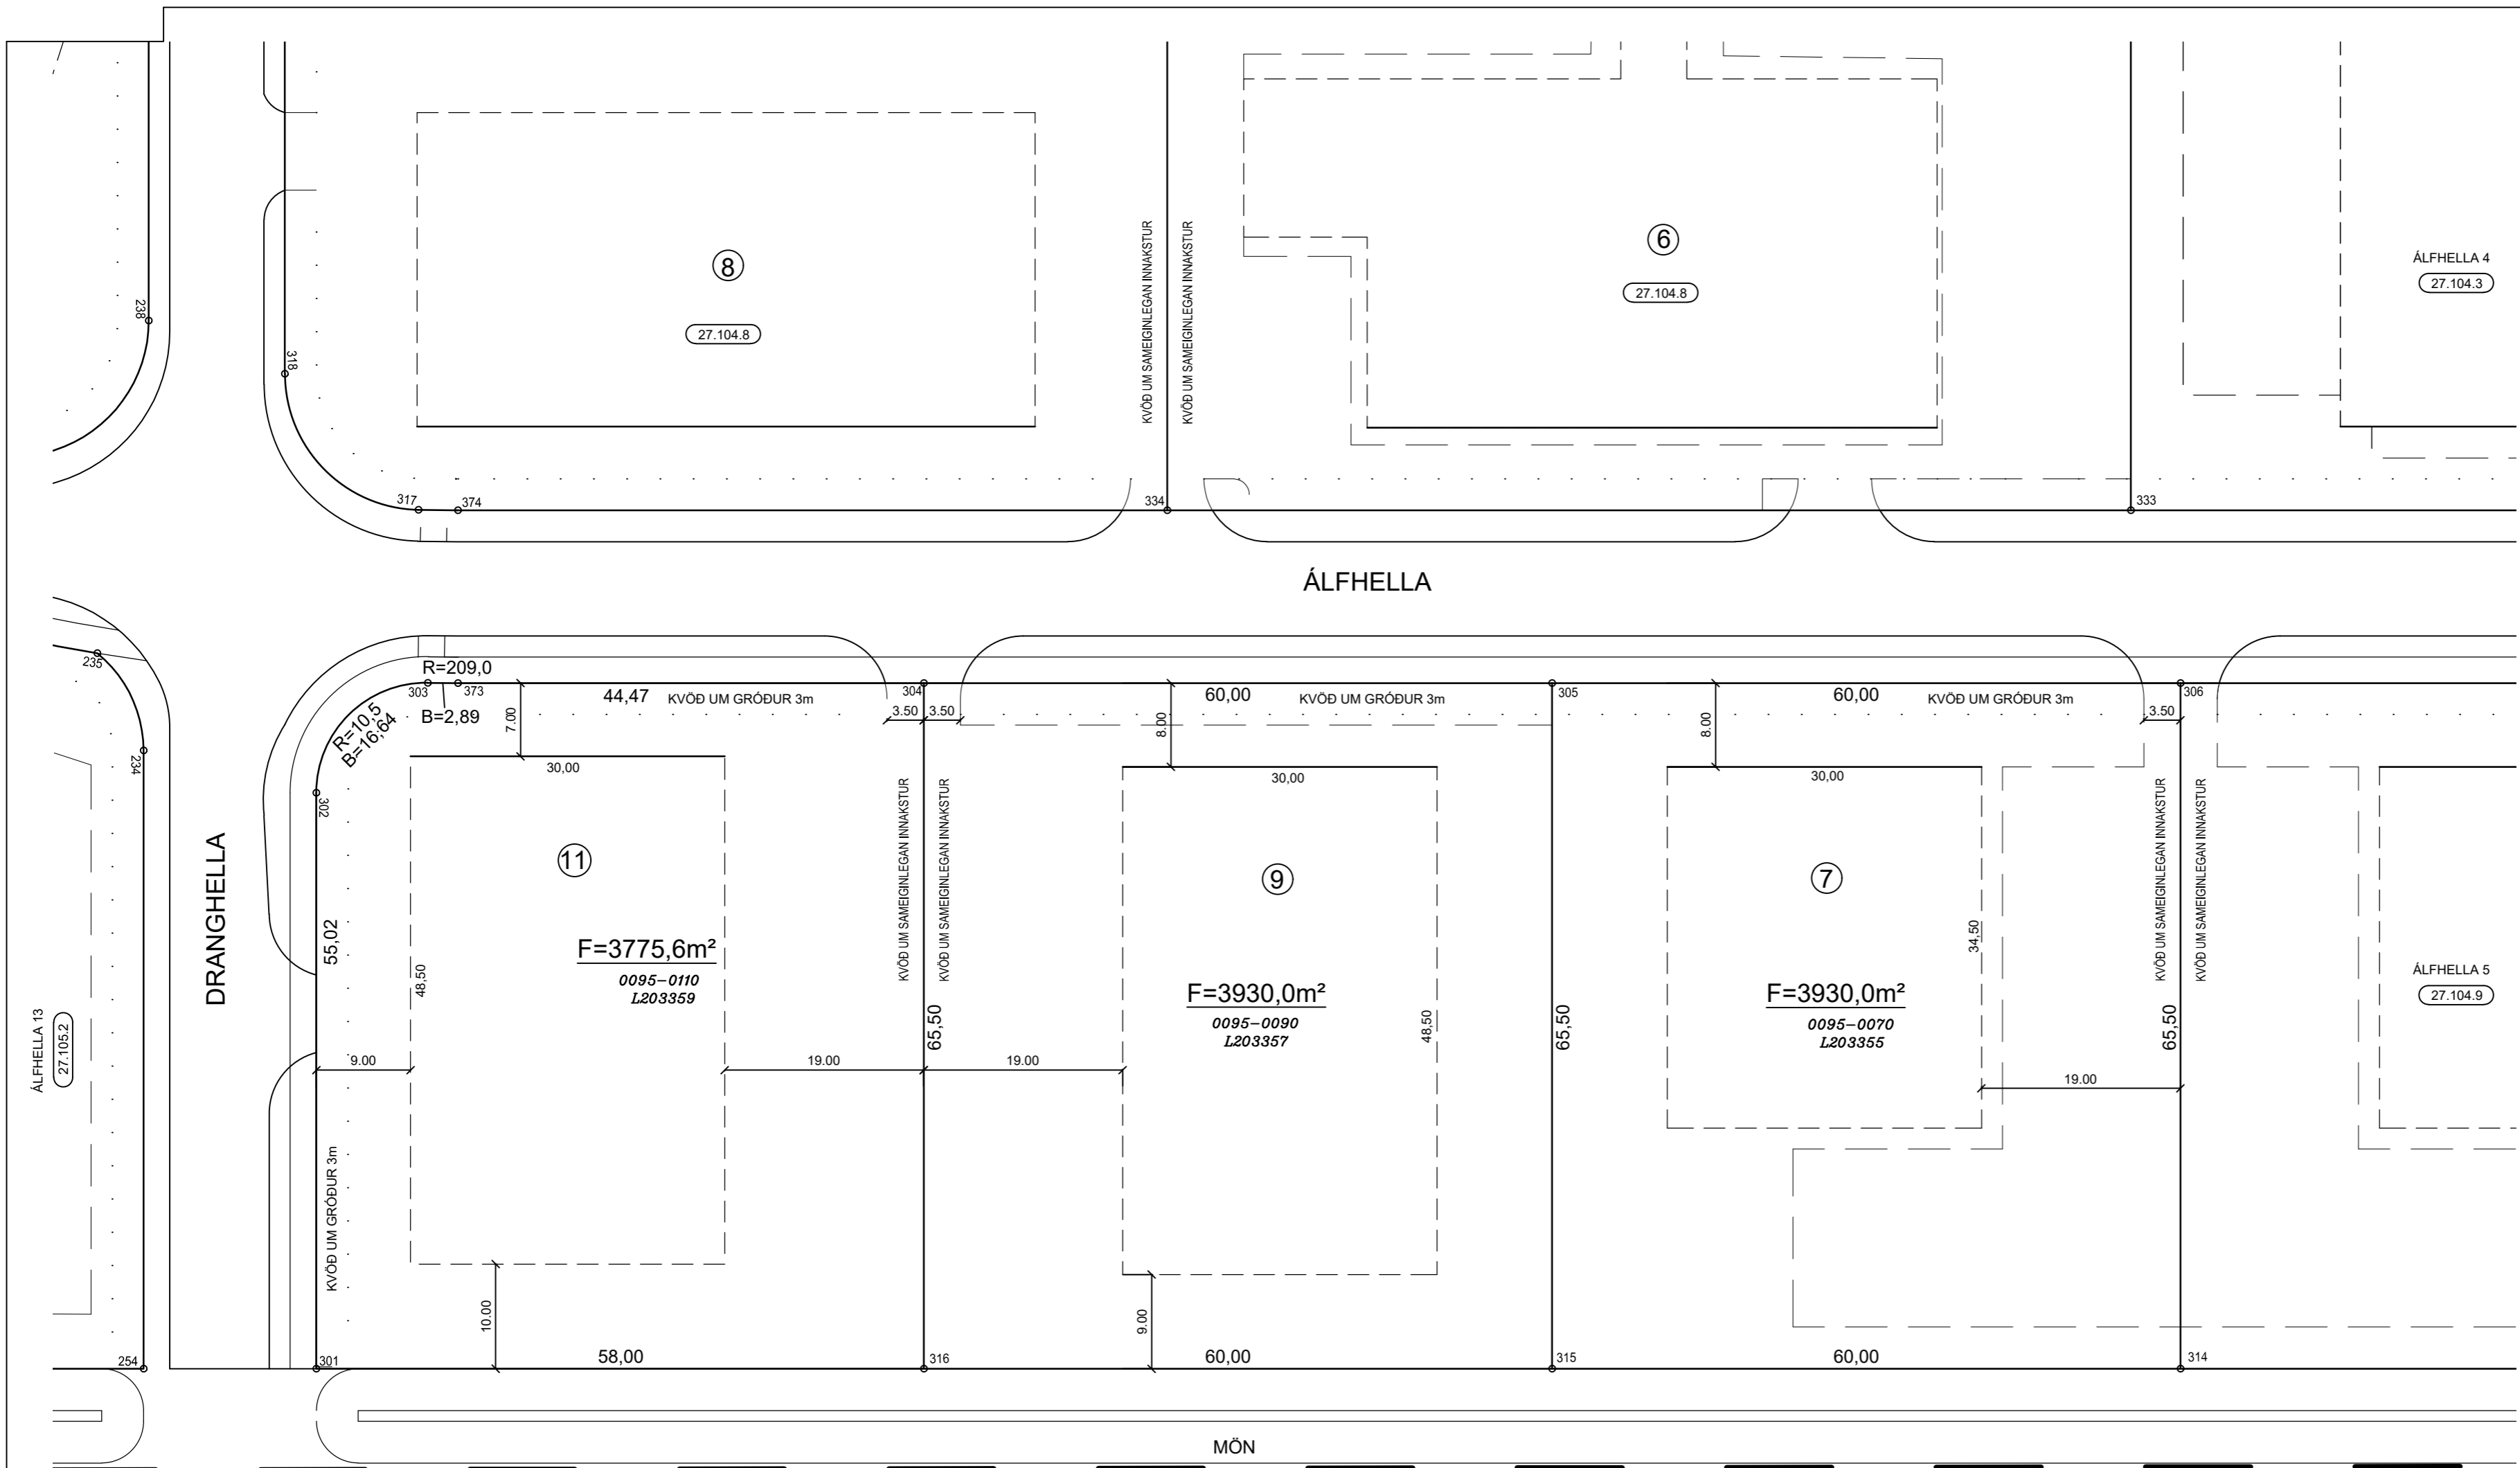 238
318
8
27.104.8
KVÖÐ UM SAMEIGINLEGAN INNAKSTUR
KVÖÐ UM SAMEIGINLEGAN INNAKSTUR
6
27.104.8
ÁLFHELLA 4
27.104.3
317
374
334
333
ÁLFHELLA
235
R=209,0
303
373
44,47
KVÖÐ UM GRÓÐUR 3m
304
60,00
KVÖÐ UM GRÓÐUR 3m
305
60,00
KVÖÐ UM GRÓÐUR 3m
306
R=10,5
B=16,64
B=2,89
7.00
3.50
3.50
8.00
8.00
3.50
234
302
30,00
30,00
30,00
KVÖÐ UM SAMEIGINLEGAN INNAKSTUR
KVÖÐ UM SAMEIGINLEGAN INNAKSTUR
KVÖÐ UM SAMEIGINLEGAN INNAKSTUR
KVÖÐ UM SAMEIGINLEGAN INNAKSTUR
DRANGHELLA
11
9
7
55,02
F=3775,6m²
0095-0110
L203359
48,50
65,50
F=3930,0m²
0095-0090
L203357
48,50
65,50
F=3930,0m²
0095-0070
L203355
34,50
65,50
ÁLFHELLA 5
27.104.9
ÁLFHELLA 13
27.105.2
9.00
19.00
19.00
19.00
KVÖÐ UM GRÓÐUR 3m
10.00
9.00
254
301
58,00
316
60,00
315
60,00
314
MÖN